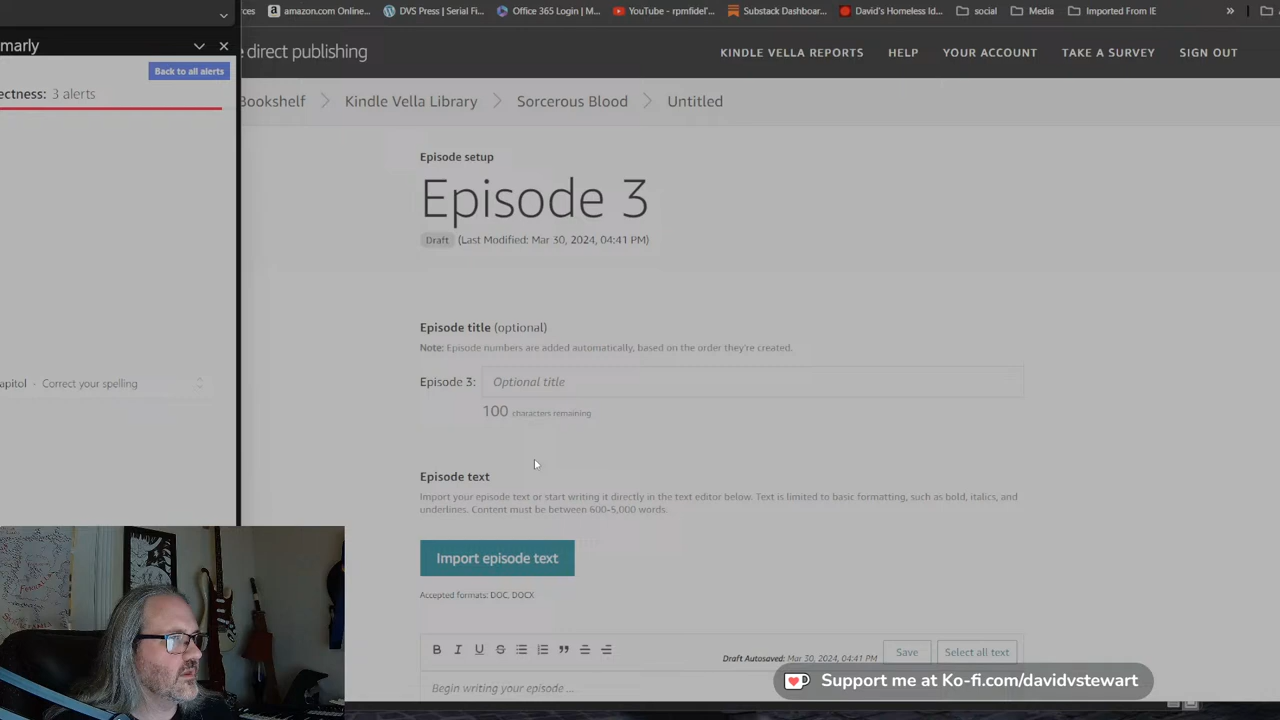 rces
amazon.com Online...
DVS Press | Serial Fi...
Office 365 Login | M...
YouTube - rpmfidel'...
Substack Dashboar...
David's Homeless Id...
social
Media
Imported From IE
»
marly
e direct publishing
KINDLE VELLA REPORTS
HELP
YOUR ACCOUNT
TAKE A SURVEY
SIGN OUT
Back to all alerts
ectness: 3 alerts
Bookshelf
Kindle Vella Library
Sorcerous Blood
Untitled
Episode setup
Episode 3
Draft (Last Modified: Mar 30, 2024, 04:41 PM)
Episode title (optional)
Note: Episode numbers are added automatically, based on the order they're created.
apitol - Correct your spelling
Episode 3: Optional title
100 characters remaining
Episode text
Import your episode text or start writing it directly in the text editor below. Text is limited to basic formatting, such as bold, italics, and
underlines. Content must be between 600-5,000 words.
Import episode text
Accepted formats: DOC, DOCX
B I U S
Draft Autosaved: Mar 30, 2024, 04:41 PM
Save
Select all text
Begin writing your episode ...
Support me at Ko-fi.com/davidvstewart